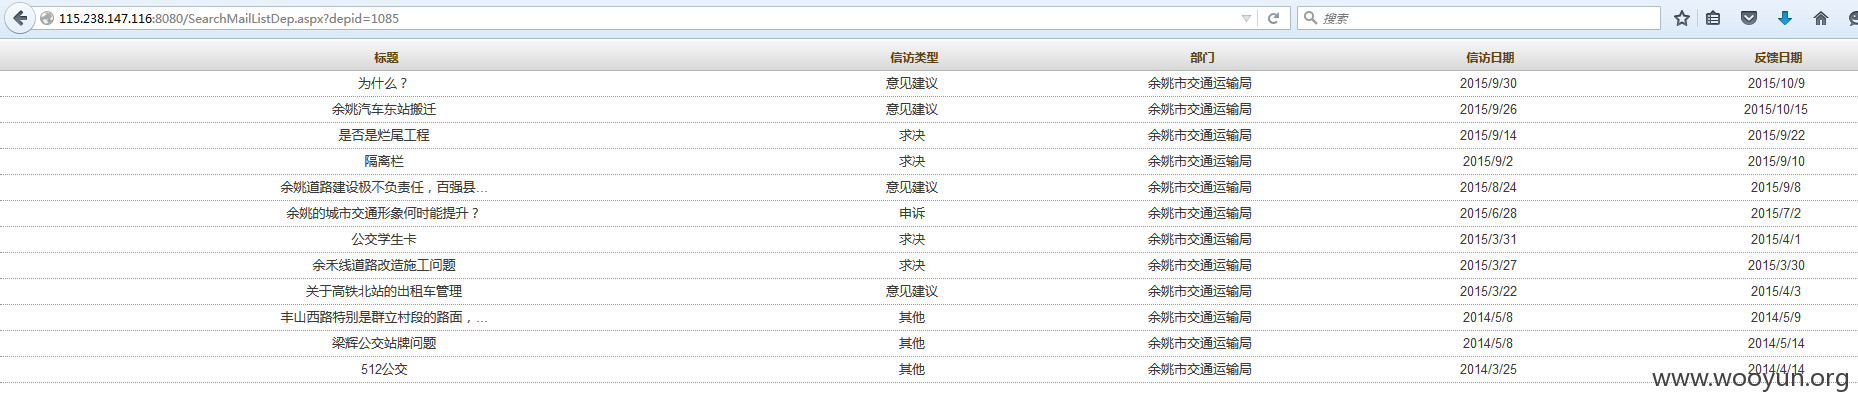 115.238.147.116:8080/SearchMailListDep.aspx?depid=1085 搜索
标题 信访类型 部门 信访日期 反馈日期
为什么？ 意见建议 余姚市交通运输局 2015/9/30 2015/10/9
余姚汽车东站搬迁 意见建议 余姚市交通运输局 2015/9/26 2015/10/15
是否是烂尾工程 求决 余姚市交通运输局 2015/9/14 2015/9/22
隔离栏 求决 余姚市交通运输局 2015/9/2 2015/9/10
余姚道路建设极不负责任，百强县... 意见建议 余姚市交通运输局 2015/8/24 2015/9/8
余姚的城市交通形象何时能提升？ 申诉 余姚市交通运输局 2015/6/28 2015/7/2
公交学生卡 求决 余姚市交通运输局 2015/3/31 2015/4/1
余禾线道路改造施工问题 求决 余姚市交通运输局 2015/3/27 2015/3/30
关于高铁北站的出租车管理 意见建议 余姚市交通运输局 2015/3/22 2015/4/3
丰山西路特别是群立村段的路面，... 其他 余姚市交通运输局 2014/5/8 2014/5/9
梁辉公交站牌问题 其他 余姚市交通运输局 2014/5/8 2014/5/14
512公交 其他 余姚市交通运输局 2014/3/25 2014/4/14
www.wooyun.org